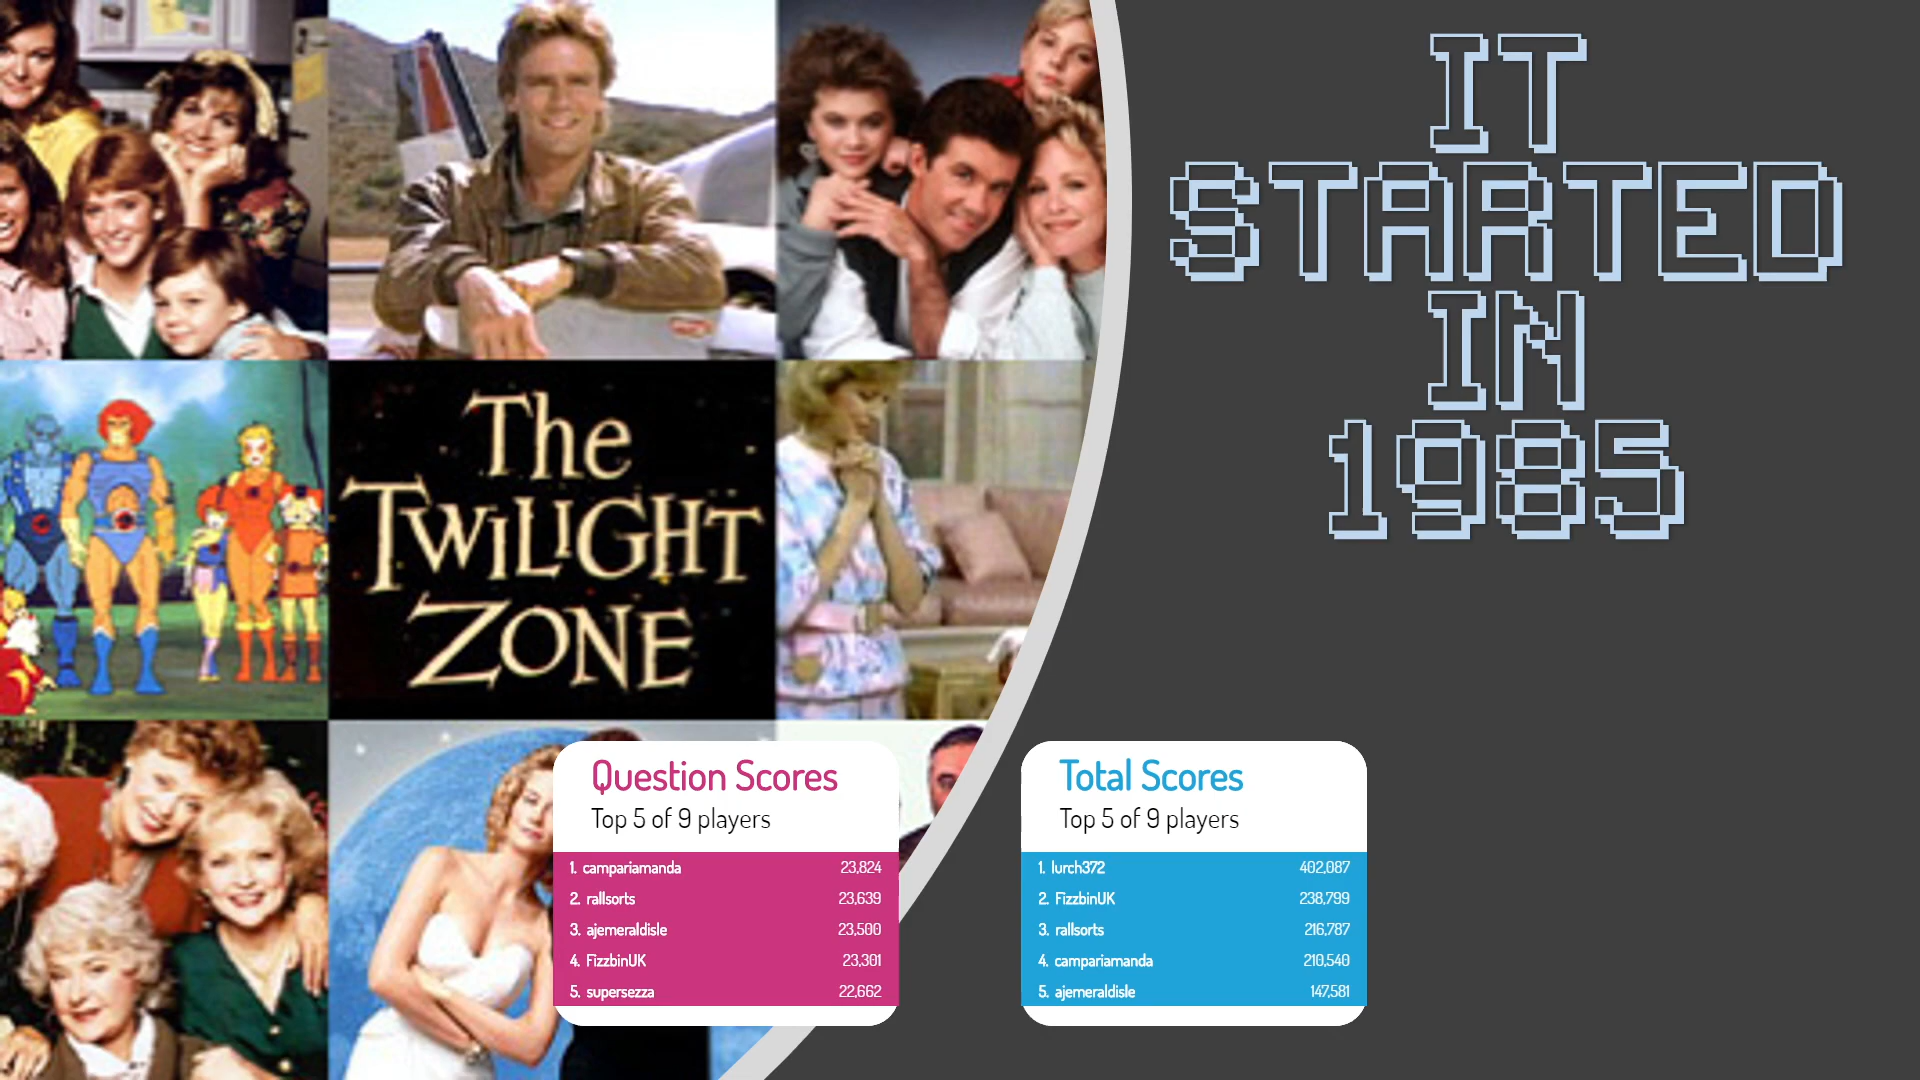 IT
STARTED
IN
1985
The
TWILIGHT
ZONE
Question Scores
Top 5 of 9 players
1. campariamanda 23,824
2. rallsorts 23,639
3. ajemeraldisle 23,500
4. FizzbinUK 23,301
5. supersezza 22,662
Total Scores
Top 5 of 9 players
1. lurch372 402,087
2. FizzbinUK 238,799
3. rallsorts 216,787
4. campariamanda 210,540
5. ajemeraldisle 147,581